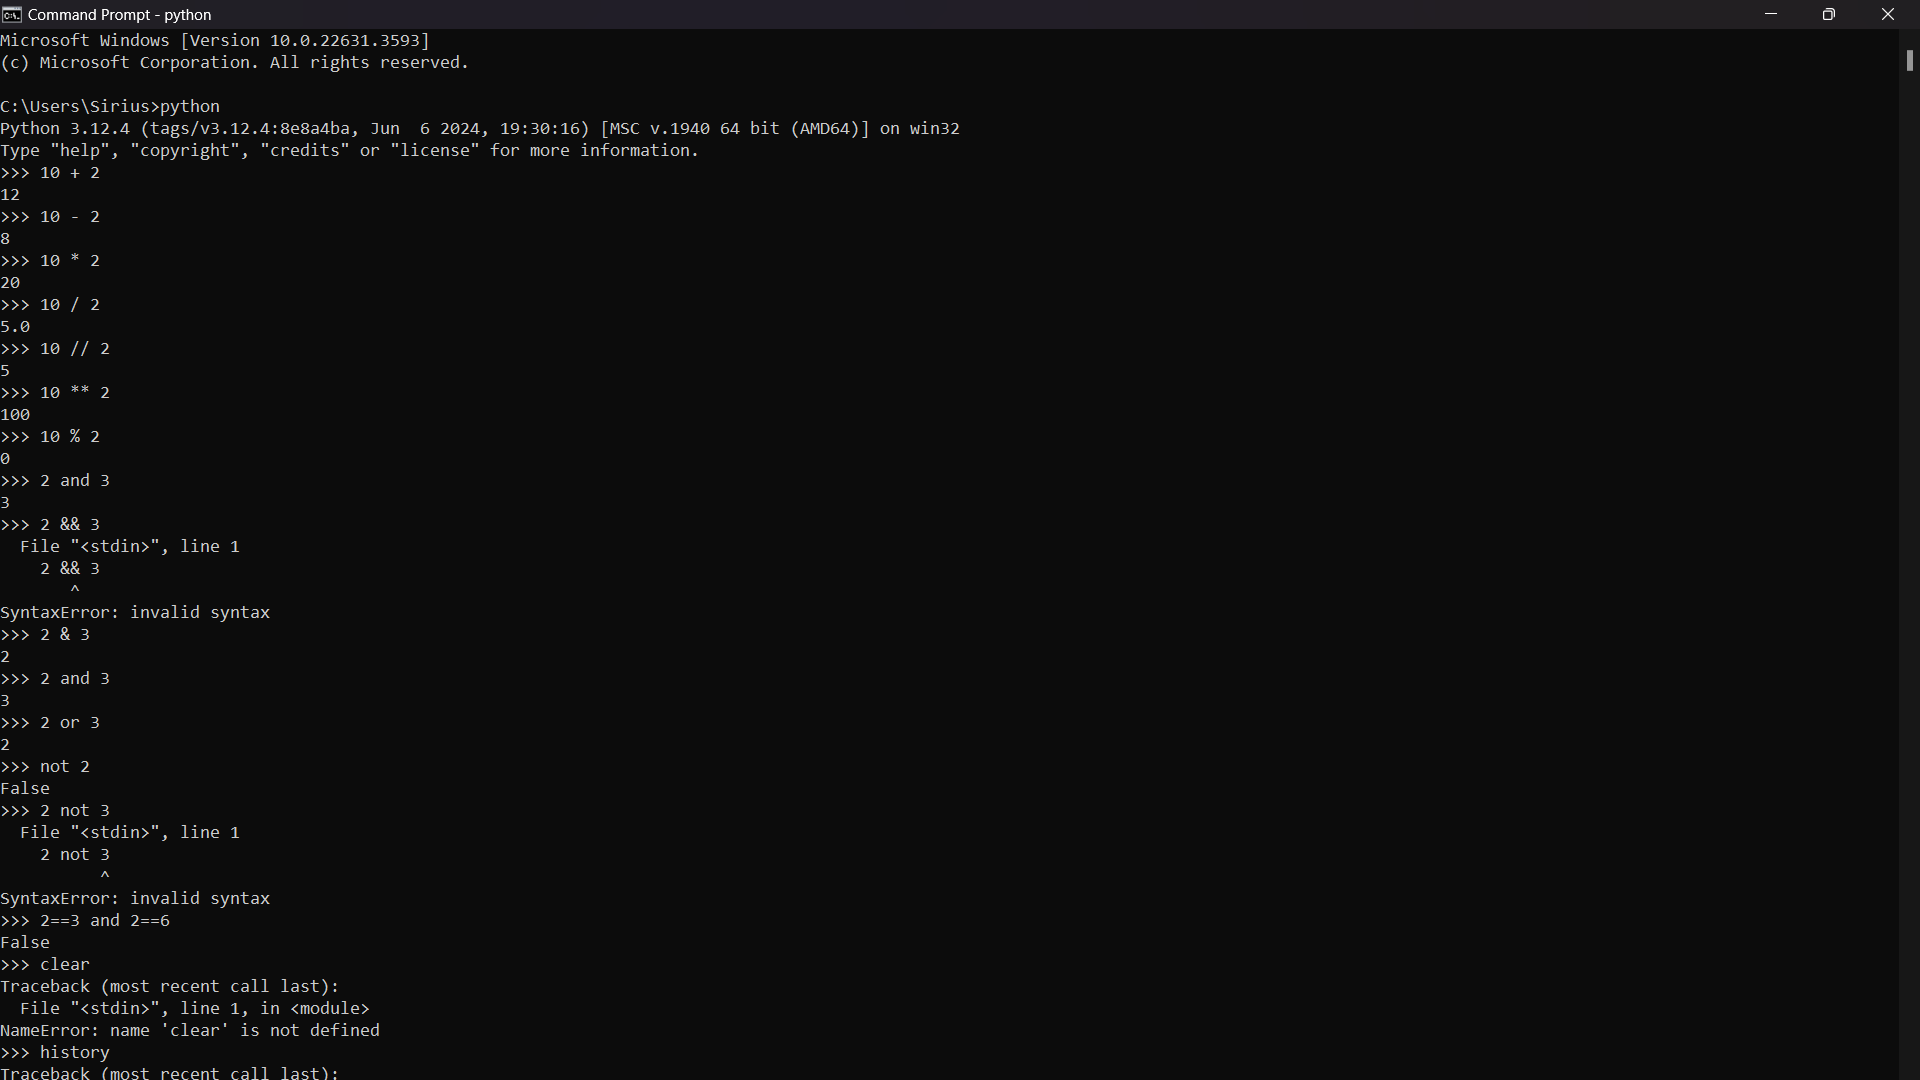 Command Prompt - python
Microsoft Windows [Version 10.0.22631.3593]
(c) Microsoft Corporation. All rights reserved.
C:\Users\Sirius>python
Python 3.12.4 (tags/v3.12.4:8e8a4ba, Jun  6 2024, 19:30:16) [MSC v.1940 64 bit (AMD64)] on win32
Type "help", "copyright", "credits" or "license" for more information.
>>> 10 + 2
12
>>> 10 - 2
8
>>> 10 * 2
20
>>> 10 / 2
5.0
>>> 10 // 2
5
>>> 10 ** 2
100
>>> 10 % 2
0
>>> 2 and 3
3
>>> 2 && 3
  File "<stdin>", line 1
    2 && 3
       ^
SyntaxError: invalid syntax
>>> 2 & 3
2
>>> 2 and 3
3
>>> 2 or 3
2
>>> not 2
False
>>> 2 not 3
  File "<stdin>", line 1
    2 not 3
          ^
SyntaxError: invalid syntax
>>> 2==3 and 2==6
False
>>> clear
Traceback (most recent call last):
  File "<stdin>", line 1, in <module>
NameError: name 'clear' is not defined
>>> history
Traceback (most recent call last):